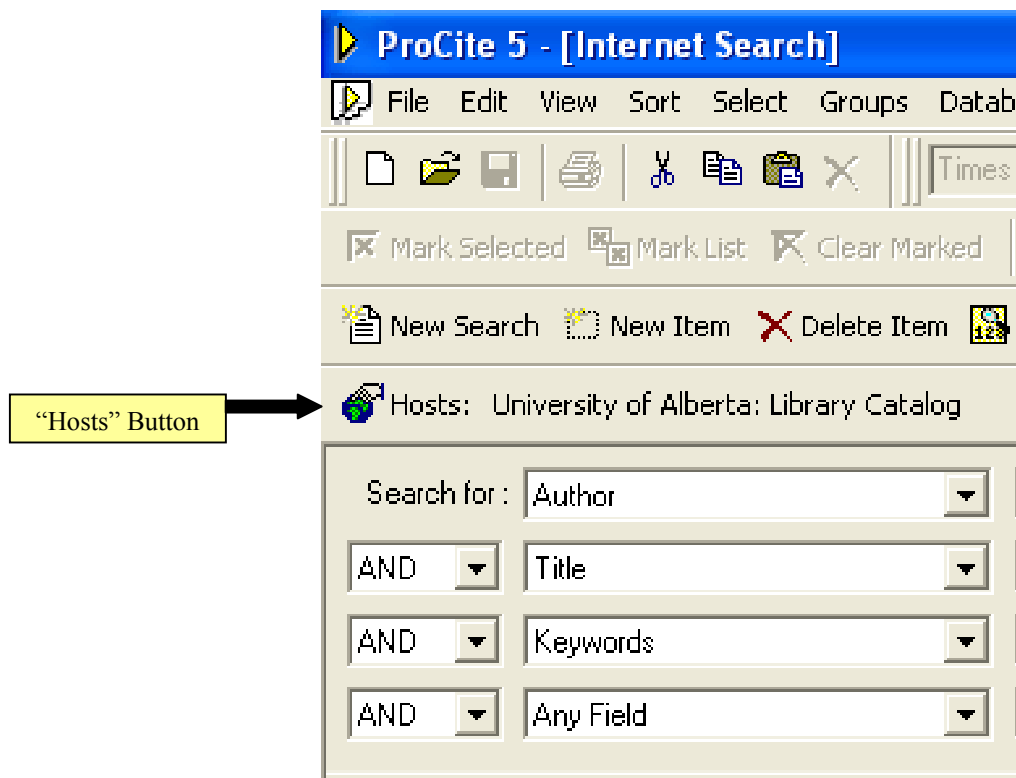 ProCite 5 - [Internet Search]
File Edit View Sort Select Groups Datab
Times
Mark Selected Mark List Clear Marked
New Search New Item Delete Item 123
“Hosts” Button
Hosts: University of Alberta: Library Catalog
Search for : Author
AND Title
AND Keywords
AND Any Field